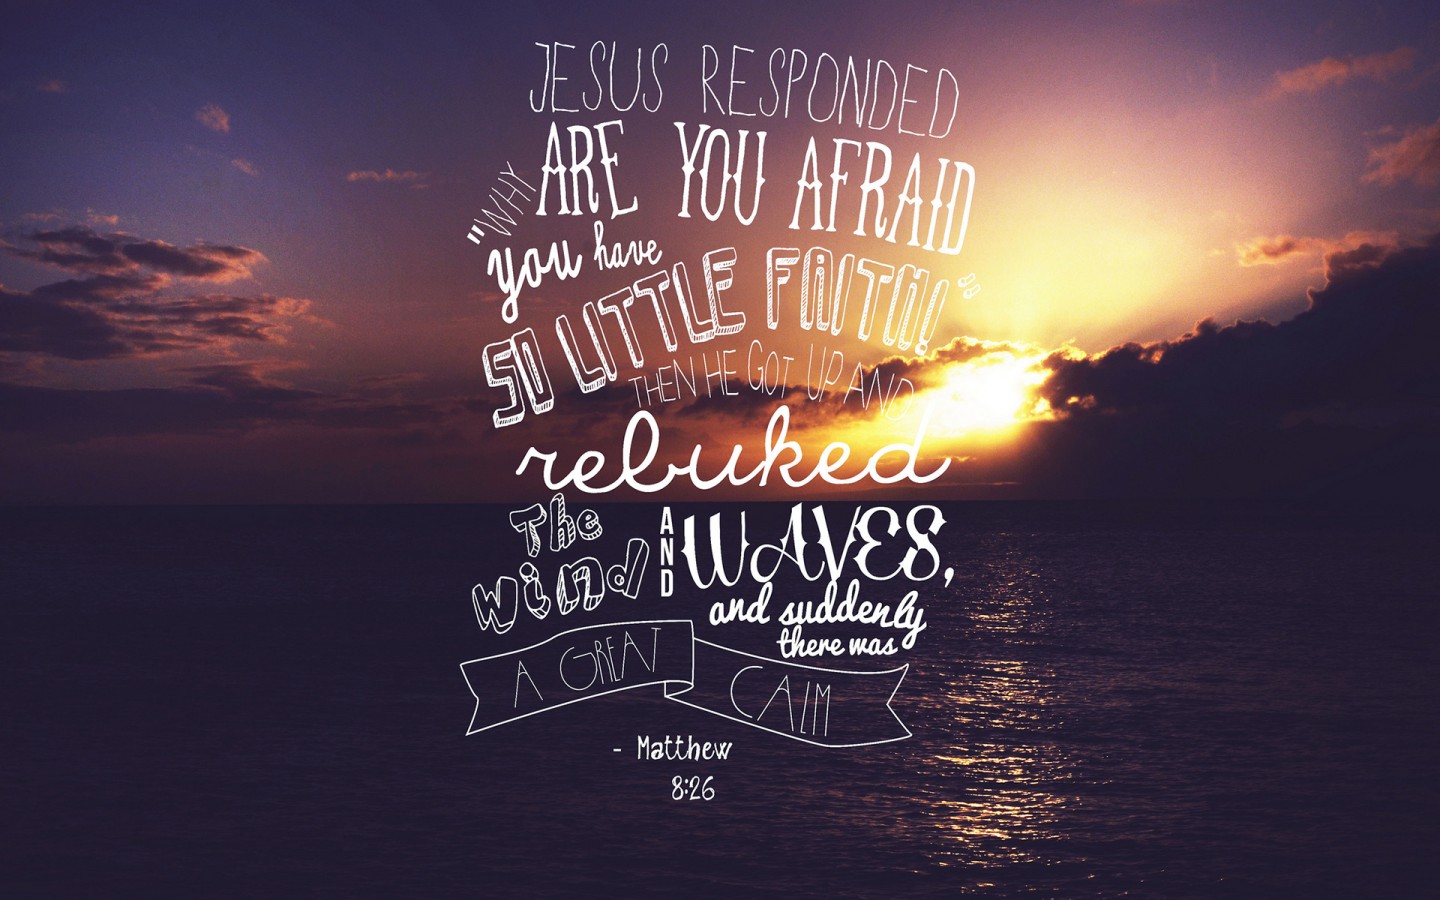 JESUS RESPONDED
"WHY ARE YOU AFRAID
you have
SO LITTLE FAITH!"
THEN HE GOT UP AND
rebuked
The wind AND WAVES,
and suddenly
there was
A GREAT CALM
- Matthew
8:26